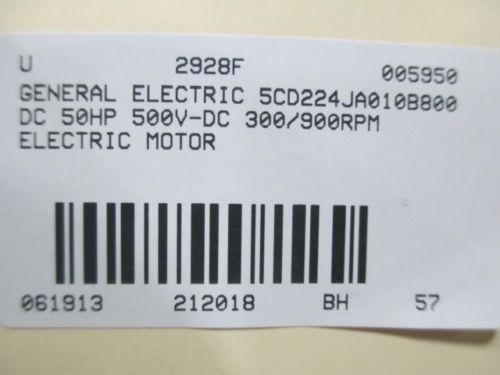 U 2928F 005950
GENERAL ELECTRIC 5CD224JA010B800
DC 50HP 500V-DC 300/900RPM
ELECTRIC MOTOR
061913 212018 BH 57